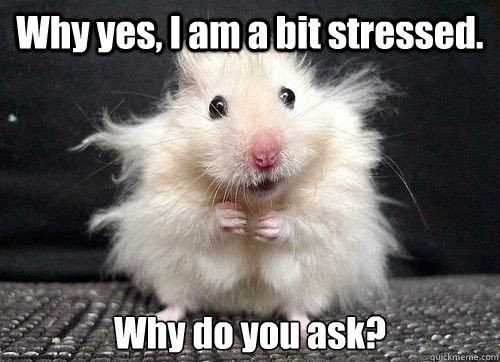 Why yes, I am a bit stressed.
Why do you ask?
quickmeme.com